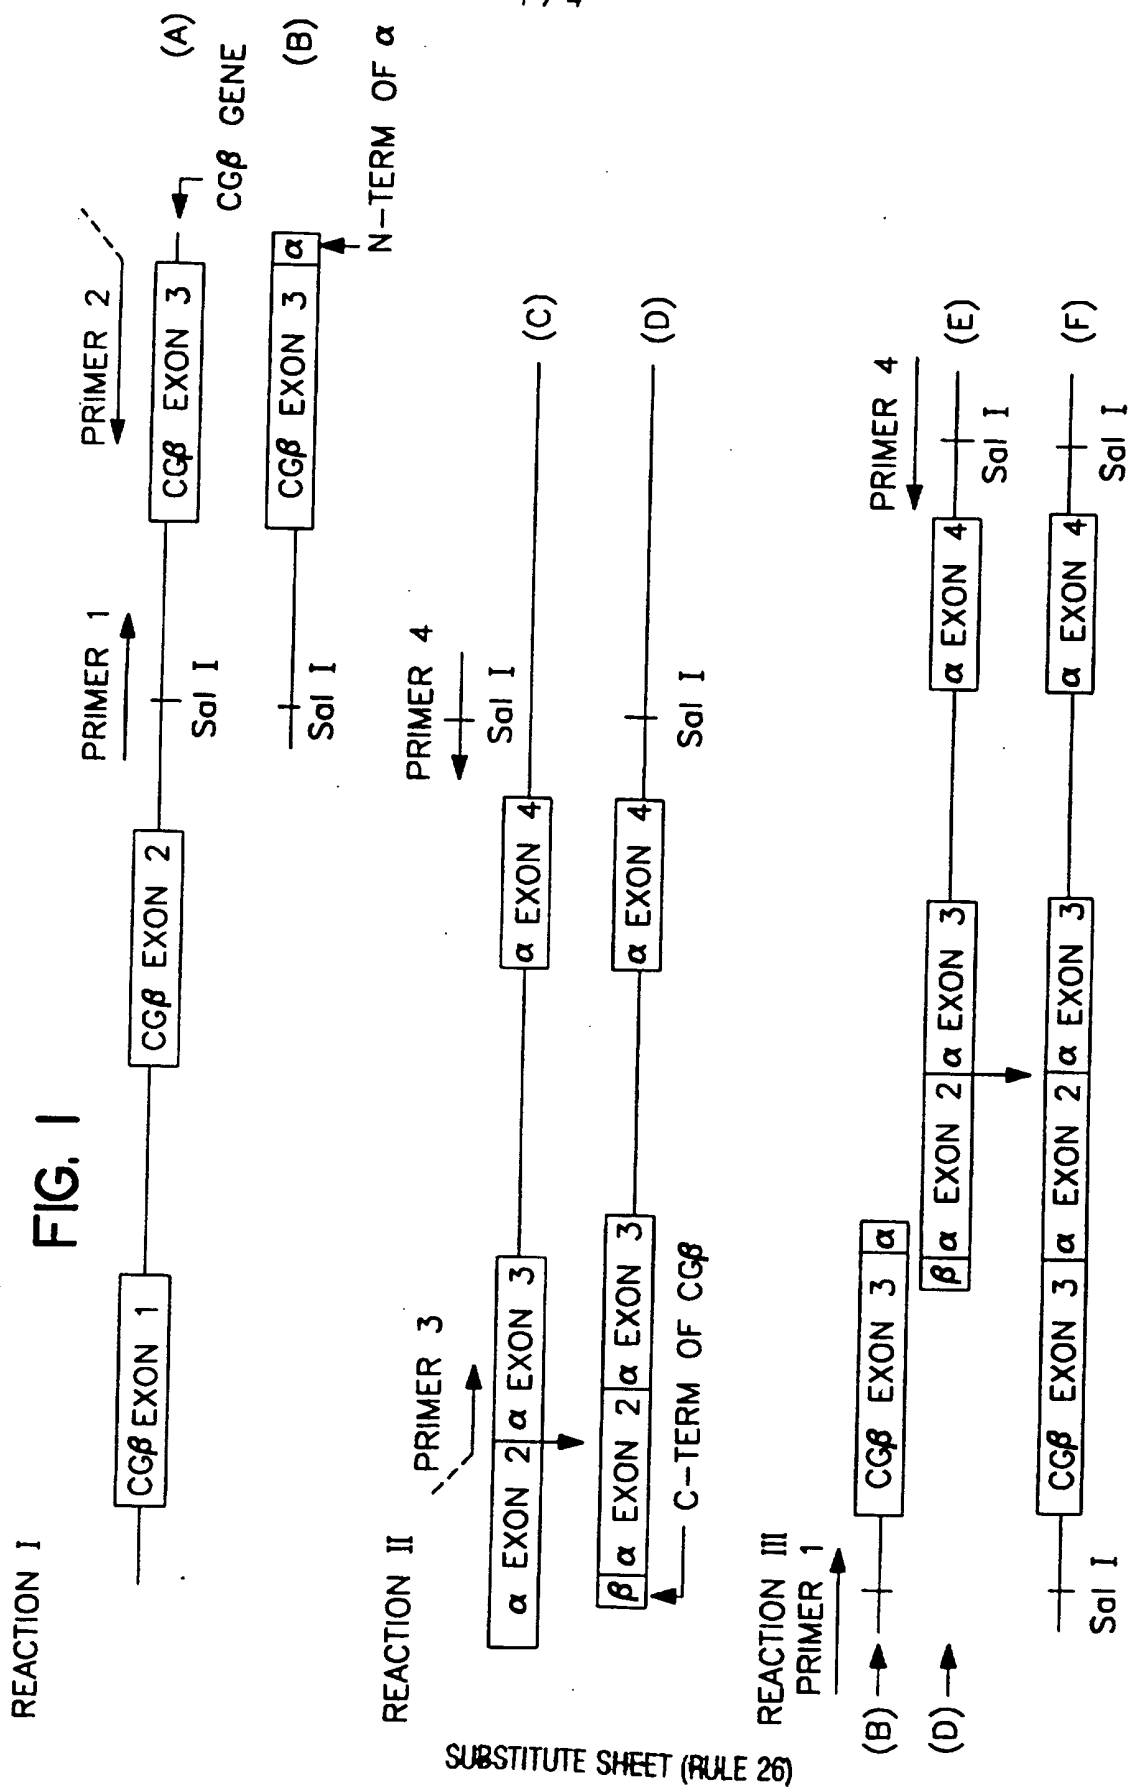 FIG. 1
REACTION I
PRIMER 1
PRIMER 2
CGβ EXON 1
CGβ EXON 2
Sal I
CGβ EXON 3
(A)
CGβ GENE
Sal I
CGβ EXON 3
α
(B)
N-TERM OF α
REACTION II
PRIMER 3
PRIMER 4
Sal I
α EXON 2
α EXON 3
α EXON 4
(C)
β
α EXON 2
α EXON 3
α EXON 4
Sal I
(D)
C-TERM OF CGβ
REACTION III
PRIMER 1
PRIMER 4
(B)
CGβ EXON 3
α
(D)
β
α EXON 2
α EXON 3
α EXON 4
Sal I
(E)
Sal I
CGβ EXON 3
α EXON 2
α EXON 3
α EXON 4
Sal I
(F)
SUBSTITUTE SHEET (RULE 26)